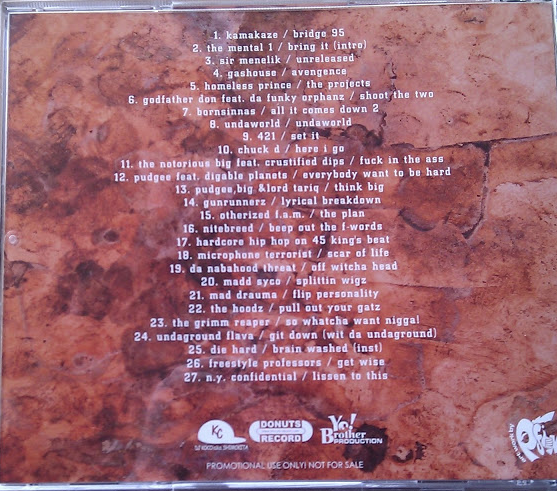 1. kamakaze / bridge 95
2. the mental 1 / bring it (intro)
3. sir menelik / unreleased
4. gashouse / avengence
5. homeless prince / the projects
6. godfather don feat. da funky orphanz / shoot the two
7. bornsinnas / all it comes down 2
8. undaworld / undaworld
9. 421 / set it
10. chuck d / here i go
11. the notorious big feat. crustified dips / fuck in the ass
12. pudgee feat. digable planets / everybody want to be hard
13. pudgee,big &lord tariq / think big
14. gunrunnerz / lyrical breakdown
15. otherized f.a.m. / the plan
16. nitebreed / beep out the f-words
17. hardcore hip hop on 45 king's beat
18. microphone terrorist / scar of life
19. da nabahood threat / off witcha head
20. madd syco / splittin wigz
21. mad drauma / flip personality
22. the hoodz / pull out your gatz
23. the grimm reaper / so whatcha want nigga!
24. undaground flava / git down (wit da undaground)
25. die hard / brain washed (inst)
26. freestyle professors / get wise
27. n.y. confidential / lissen to this
KC
DONUTS
RECORD
Yo!
Brother
PRODUCTION
PROMOTIONAL USE ONLY! NOT FOR SALE
art work by